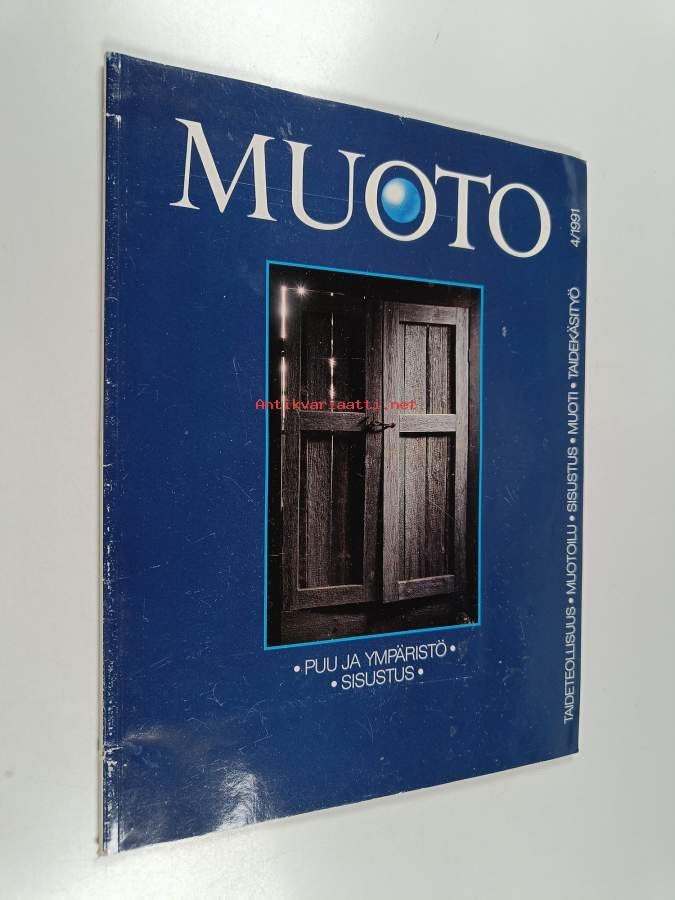 MUOTO
4/1991
TAIDETEOLLISUUS • MUOTOILU • SISUSTUS • MUOTI • TAIDEKÄSITYÖ
Antikvariaatti.net
• PUU JA YMPÄRISTÖ •
• SISUSTUS •